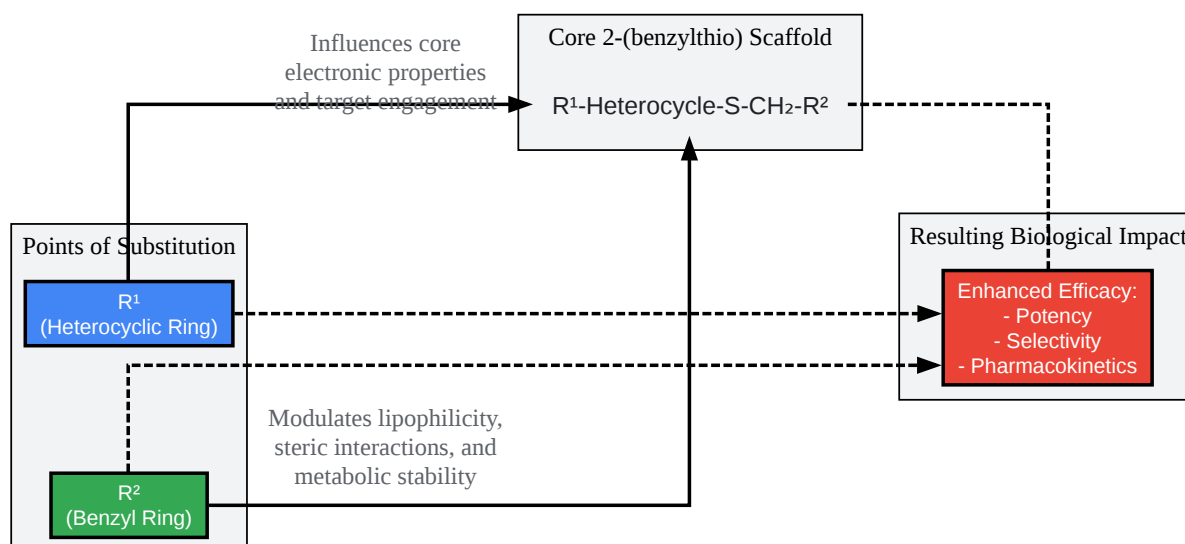 Influences core
electronic properties
and target engagement
Core 2-(benzylthio) Scaffold
R¹-Heterocycle-S-CH₂-R²
Points of Substitution
R¹
(Heterocyclic Ring)
R²
(Benzyl Ring)
Modulates lipophilicity,
steric interactions, and
metabolic stability
Resulting Biological Impact
Enhanced Efficacy:
- Potency
- Selectivity
- Pharmacokinetics